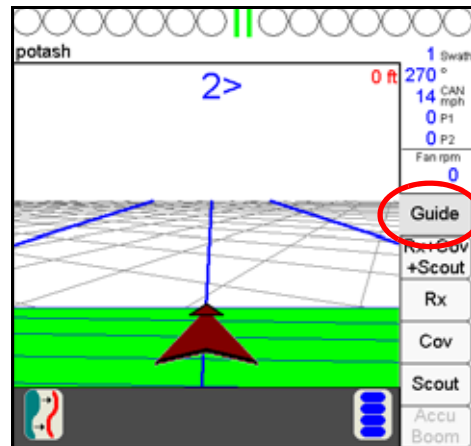 potash
2>
0 ft
1 Swath
270 °
14 CAN mph
0 P1
0 P2
Fan rpm
0
Guide
Rx+Cov
+Scout
Rx
Cov
Scout
Accu
Boom